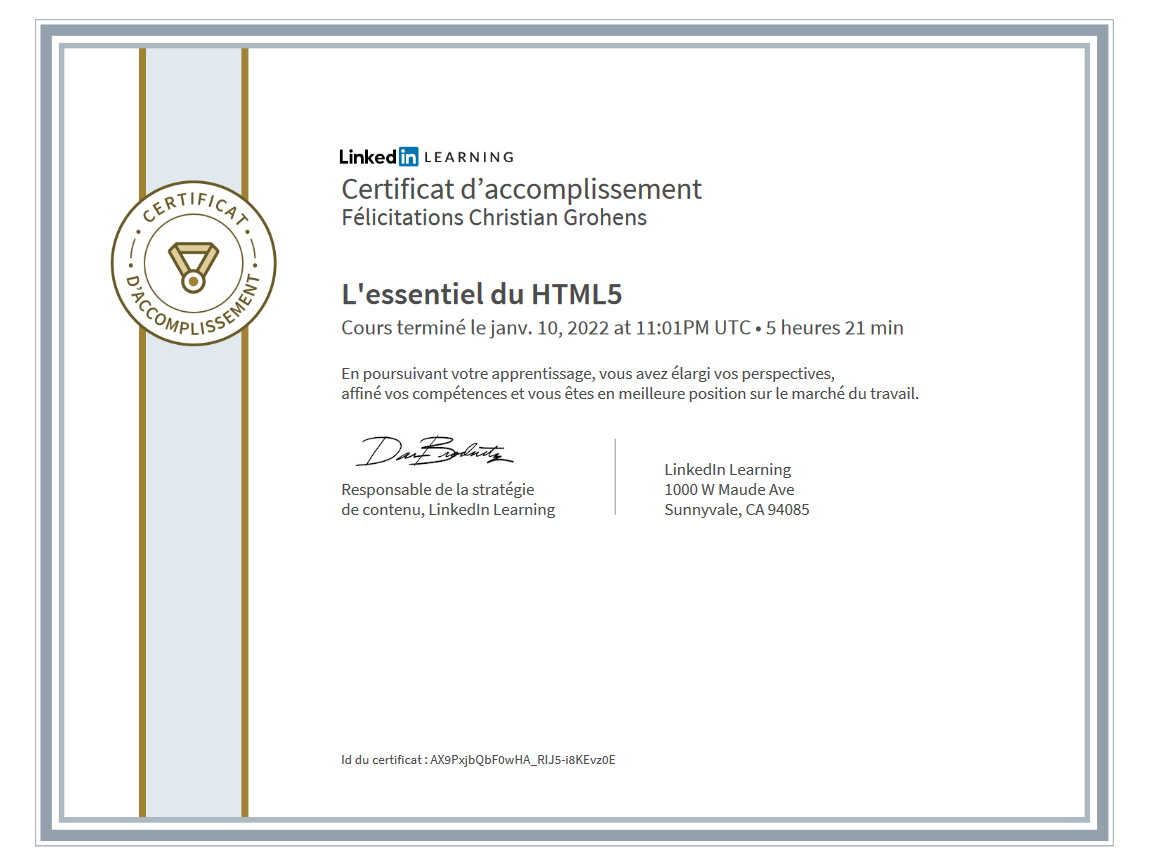 CERTIFICAT
D'ACCOMPLISSEMENT
Linked in LEARNING
Certificat d’accomplissement
Félicitations Christian Grohens
L'essentiel du HTML5
Cours terminé le janv. 10, 2022 at 11:01PM UTC • 5 heures 21 min
En poursuivant votre apprentissage, vous avez élargi vos perspectives,
affiné vos compétences et vous êtes en meilleure position sur le marché du travail.
Responsable de la stratégie
de contenu, LinkedIn Learning
LinkedIn Learning
1000 W Maude Ave
Sunnyvale, CA 94085
Id du certificat : AX9PxjbQbF0wHA_RIJ5-i8KEvz0E